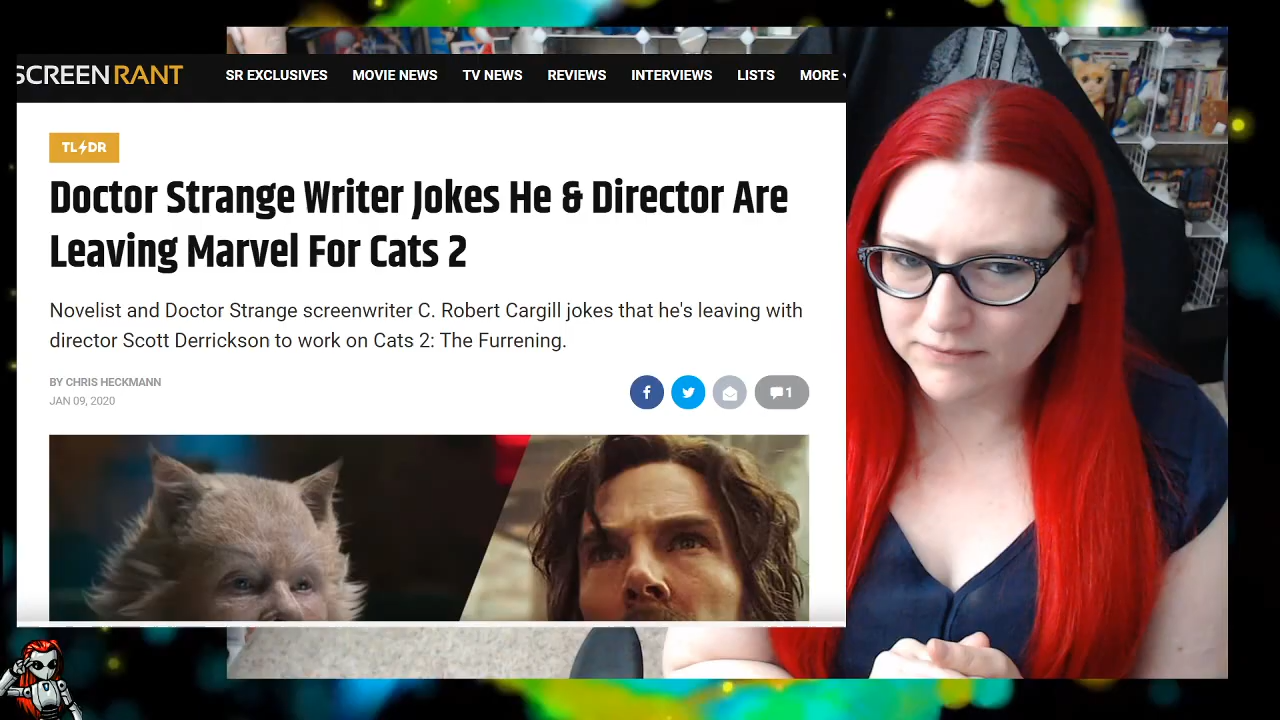 SCREENRANT
SR EXCLUSIVES MOVIE NEWS TV NEWS REVIEWS INTERVIEWS LISTS MORE
TL DR
Doctor Strange Writer Jokes He & Director Are
Leaving Marvel For Cats 2
Novelist and Doctor Strange screenwriter C. Robert Cargill jokes that he's leaving with
director Scott Derrickson to work on Cats 2: The Furrening.
BY CHRIS HECKMANN
JAN 09, 2020
1